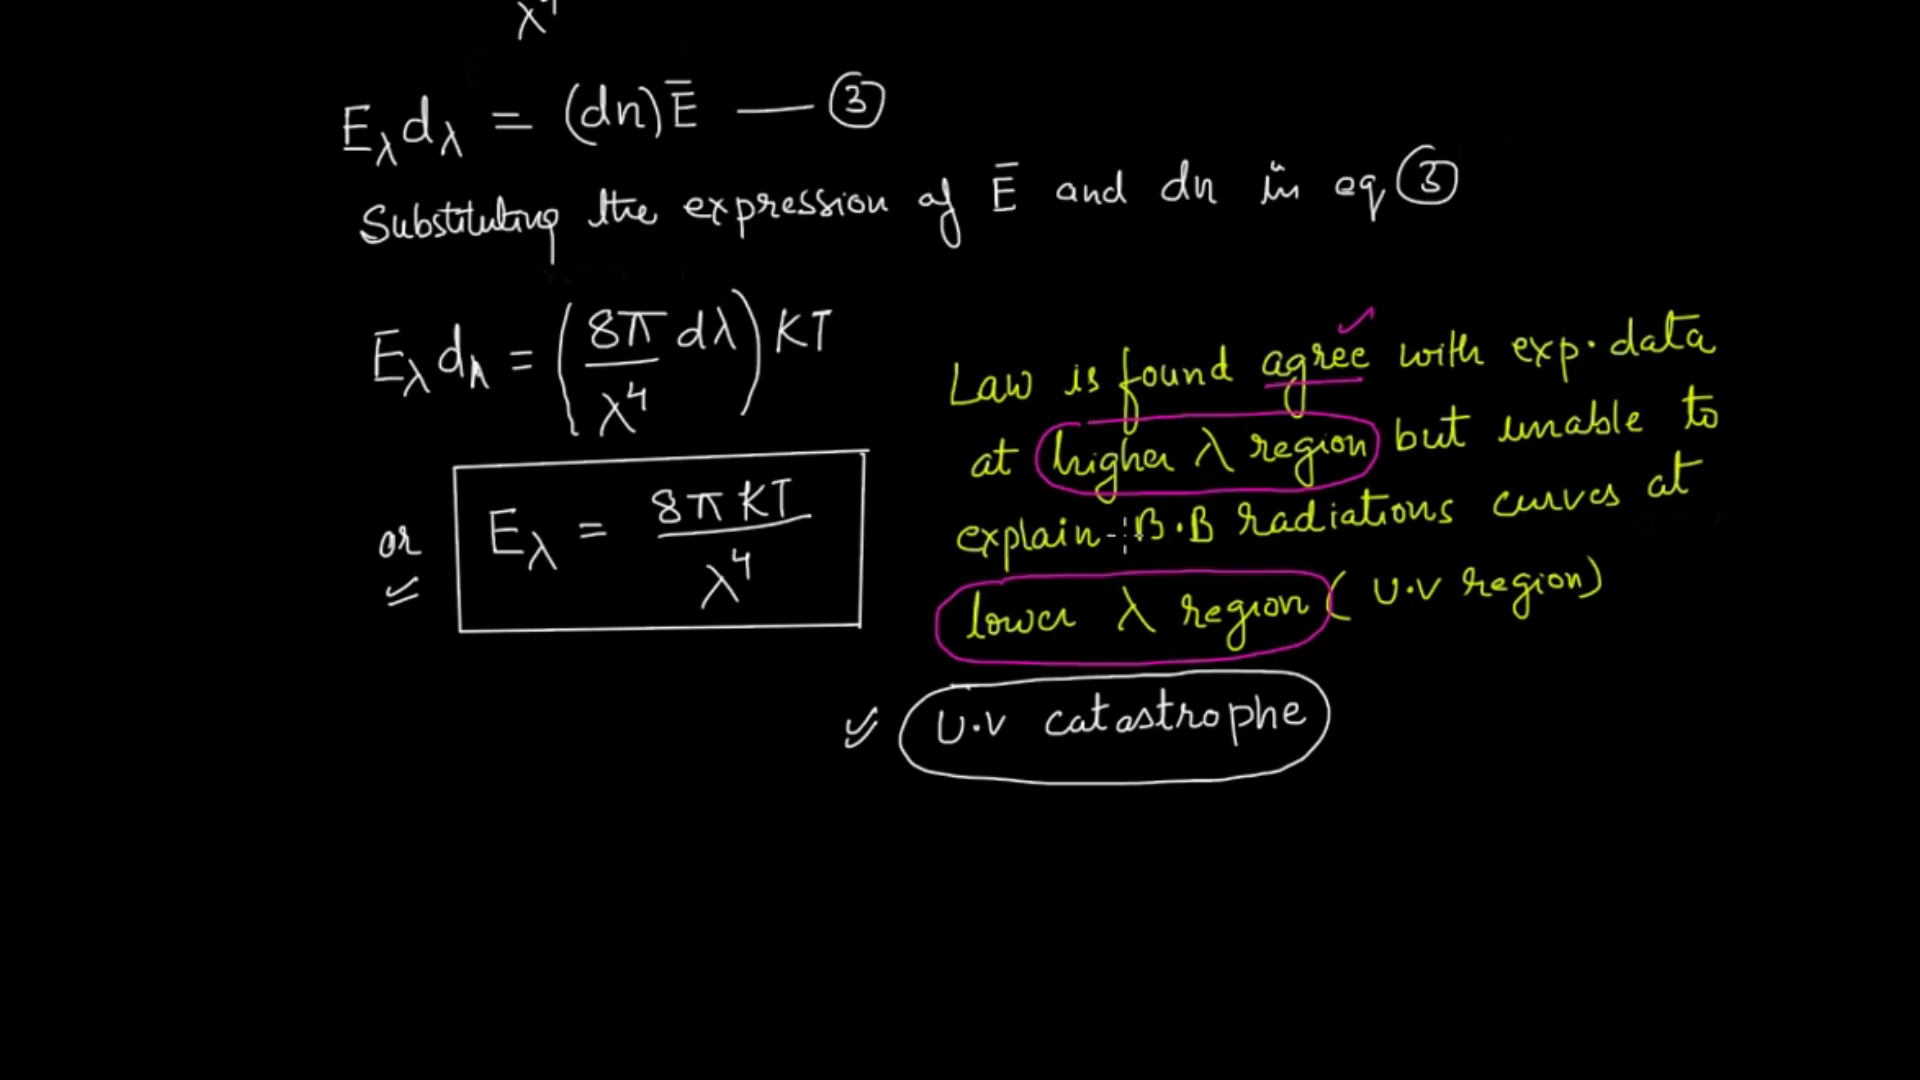 λ⁴
E_λ d_λ = (dn) Ē — ③
Substituting the expression of Ē and dn in eq ③
E_λ d_λ = (8π/λ⁴ dλ) KT
or E_λ = 8π KT/λ⁴
Law is found agree with exp. data
at higher λ region but unable to
explain B.B radiations curves at
lower λ region (U.V region)
U.V catastrophe